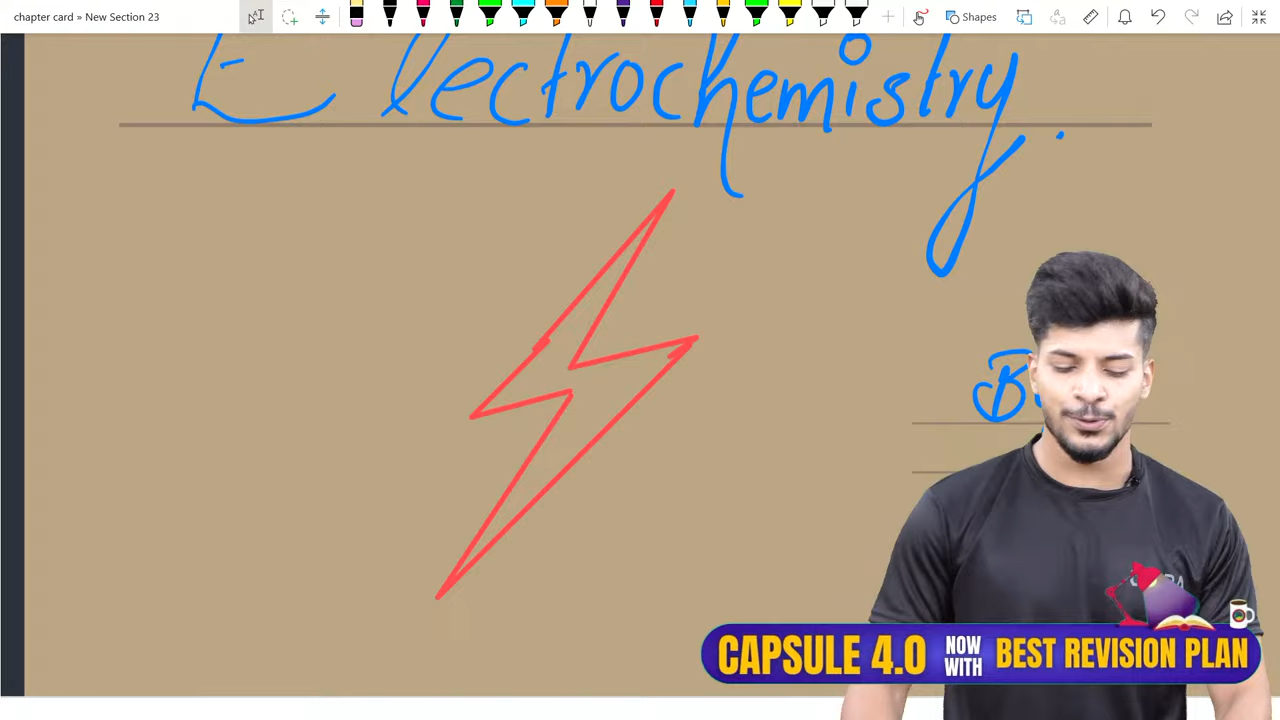 chapter card » New Section 23
Shapes
Electrochemistry.
CAPSULE 4.0 NOW WITH BEST REVISION PLAN